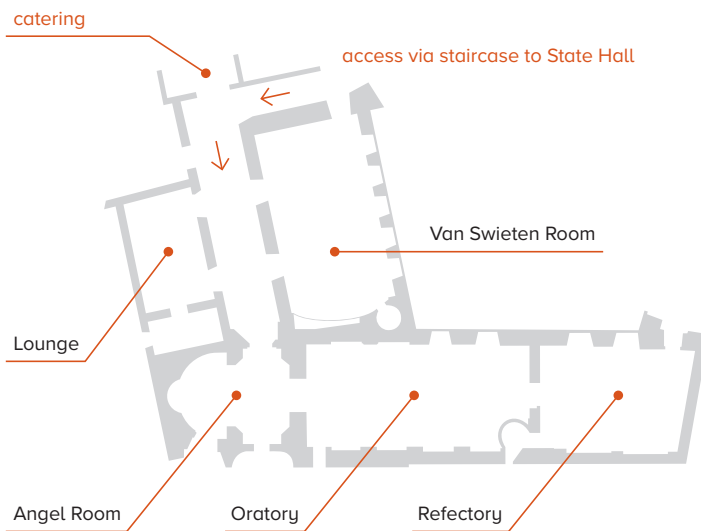 catering
access via staircase to State Hall
Van Swieten Room
Lounge
Angel Room
Oratory
Refectory